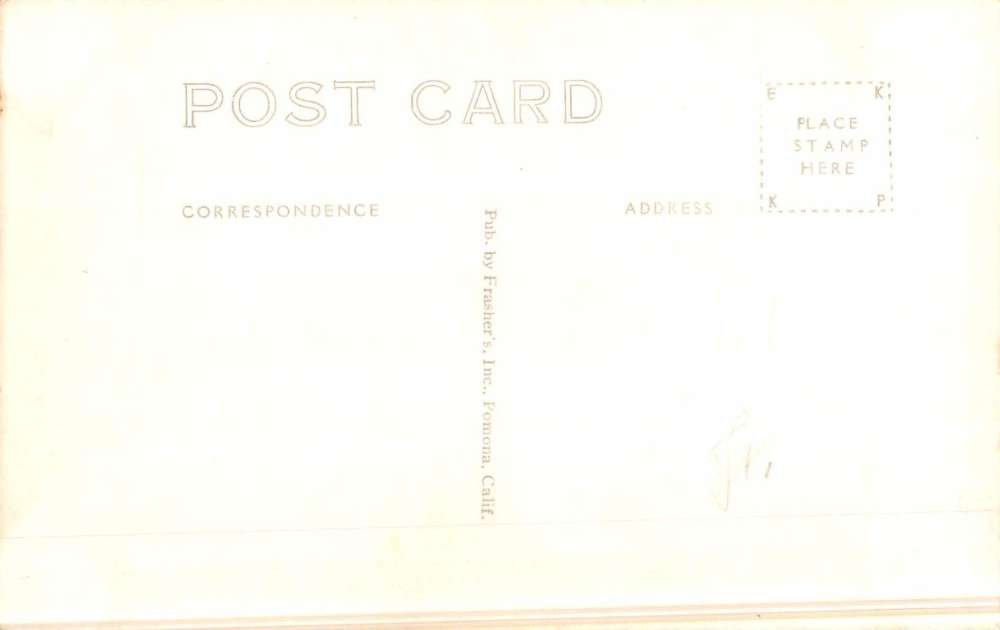 POST CARD
E K
PLACE
STAMP
HERE
K P
CORRESPONDENCE
ADDRESS
Pub. by Frasher's, Inc., Pomona, Calif.